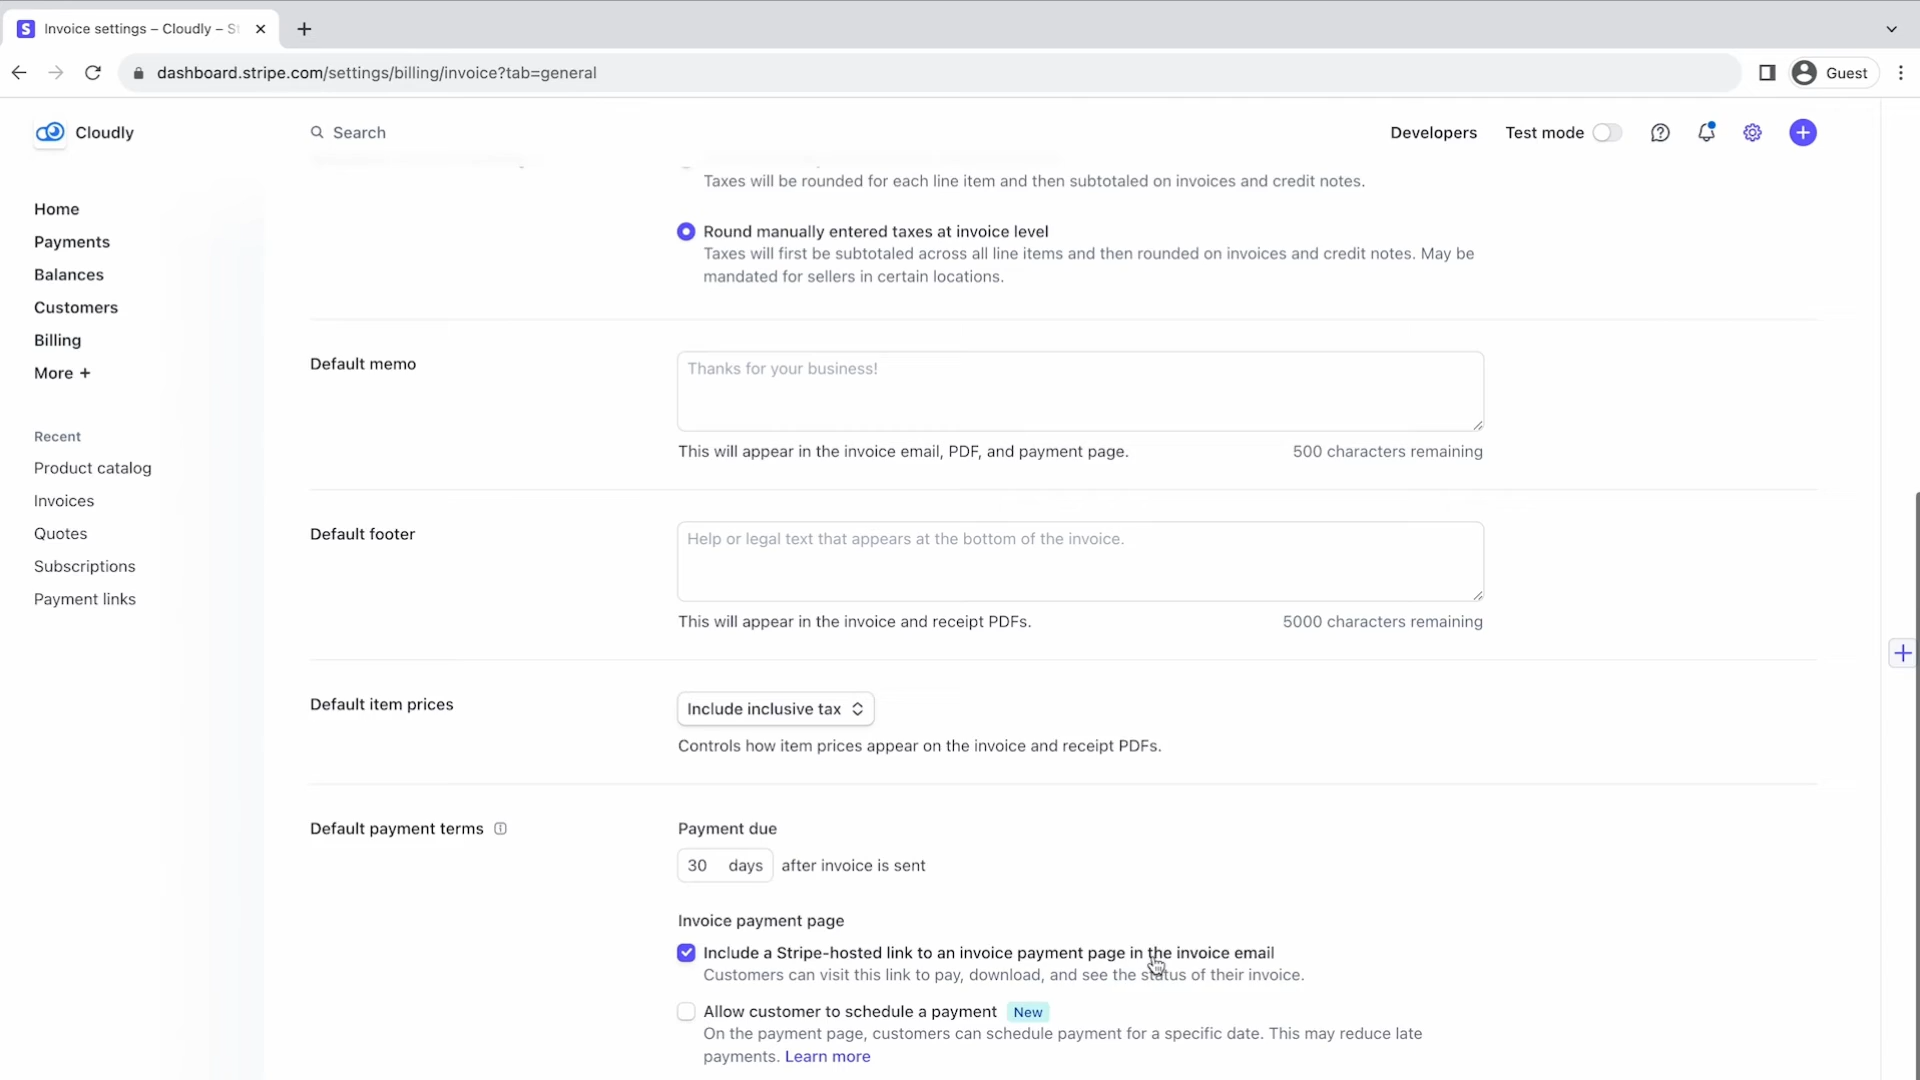 Invoice settings – Cloudly – St
dashboard.stripe.com/settings/billing/invoice?tab=general
Guest
Cloudly
Search
Developers
Test mode
Taxes will be rounded for each line item and then subtotaled on invoices and credit notes.
Home
Payments
Balances
Customers
Billing
More +
Recent
Product catalog
Invoices
Quotes
Subscriptions
Payment links
Round manually entered taxes at invoice level
Taxes will first be subtotaled across all line items and then rounded on invoices and credit notes. May be
mandated for sellers in certain locations.
Default memo
Thanks for your business!
This will appear in the invoice email, PDF, and payment page.
500 characters remaining
Default footer
Help or legal text that appears at the bottom of the invoice.
This will appear in the invoice and receipt PDFs.
5000 characters remaining
Default item prices
Include inclusive tax
Controls how item prices appear on the invoice and receipt PDFs.
Default payment terms
Payment due
30 days after invoice is sent
Invoice payment page
Include a Stripe-hosted link to an invoice payment page in the invoice email
Customers can visit this link to pay, download, and see the status of their invoice.
Allow customer to schedule a payment New
On the payment page, customers can schedule payment for a specific date. This may reduce late
payments. Learn more